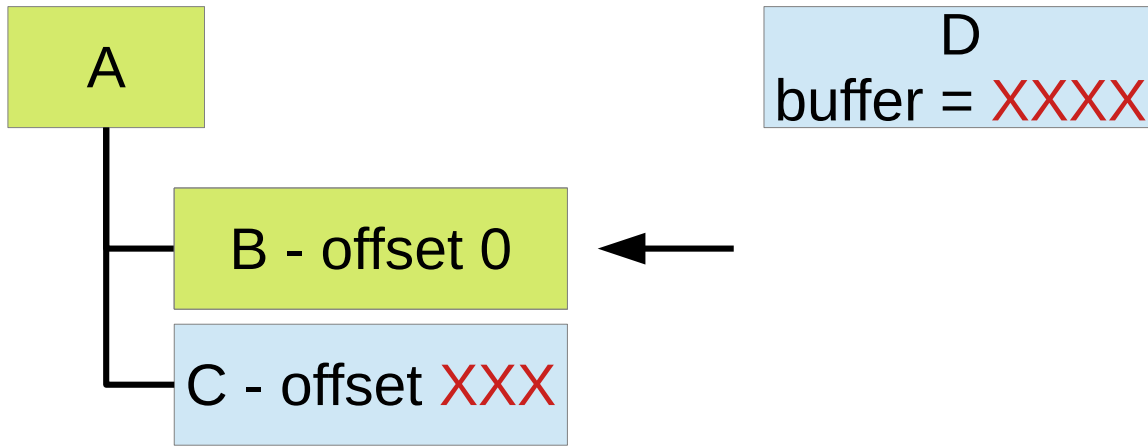 A
D
buffer = XXXX
B - offset 0
C - offset XXX